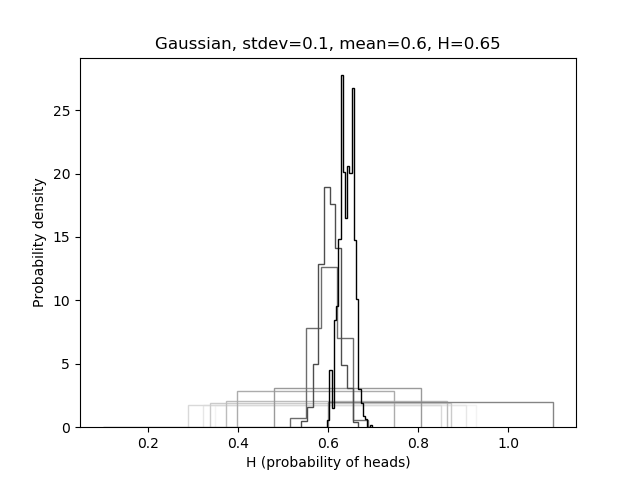 Gaussian, stdev=0.1, mean=0.6, H=0.65
Probability density
25
20
15
10
5
0
0.2 0.4 0.6 0.8 1.0
H (probability of heads)